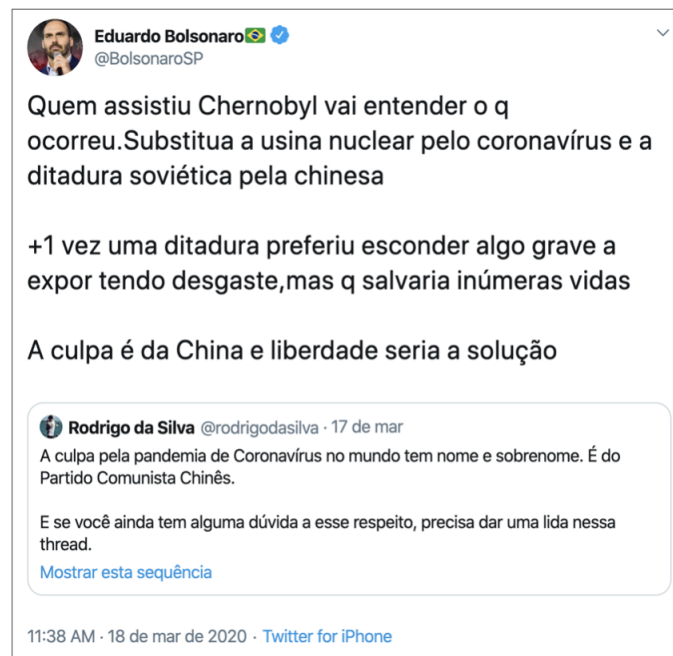 Eduardo Bolsonaro🇧🇷
@BolsonaroSP
Quem assistiu Chernobyl vai entender o q
ocorreu.Substitua a usina nuclear pelo coronavírus e a
ditadura soviética pela chinesa
+1 vez uma ditadura preferiu esconder algo grave a
expor tendo desgaste,mas q salvaria inúmeras vidas
A culpa é da China e liberdade seria a solução
Rodrigo da Silva @rodrigodasilva · 17 de mar
A culpa pela pandemia de Coronavírus no mundo tem nome e sobrenome. É do
Partido Comunista Chinês.
E se você ainda tem alguma dúvida a esse respeito, precisa dar uma lida nessa
thread.
Mostrar esta sequência
11:38 AM · 18 de mar de 2020 · Twitter for iPhone